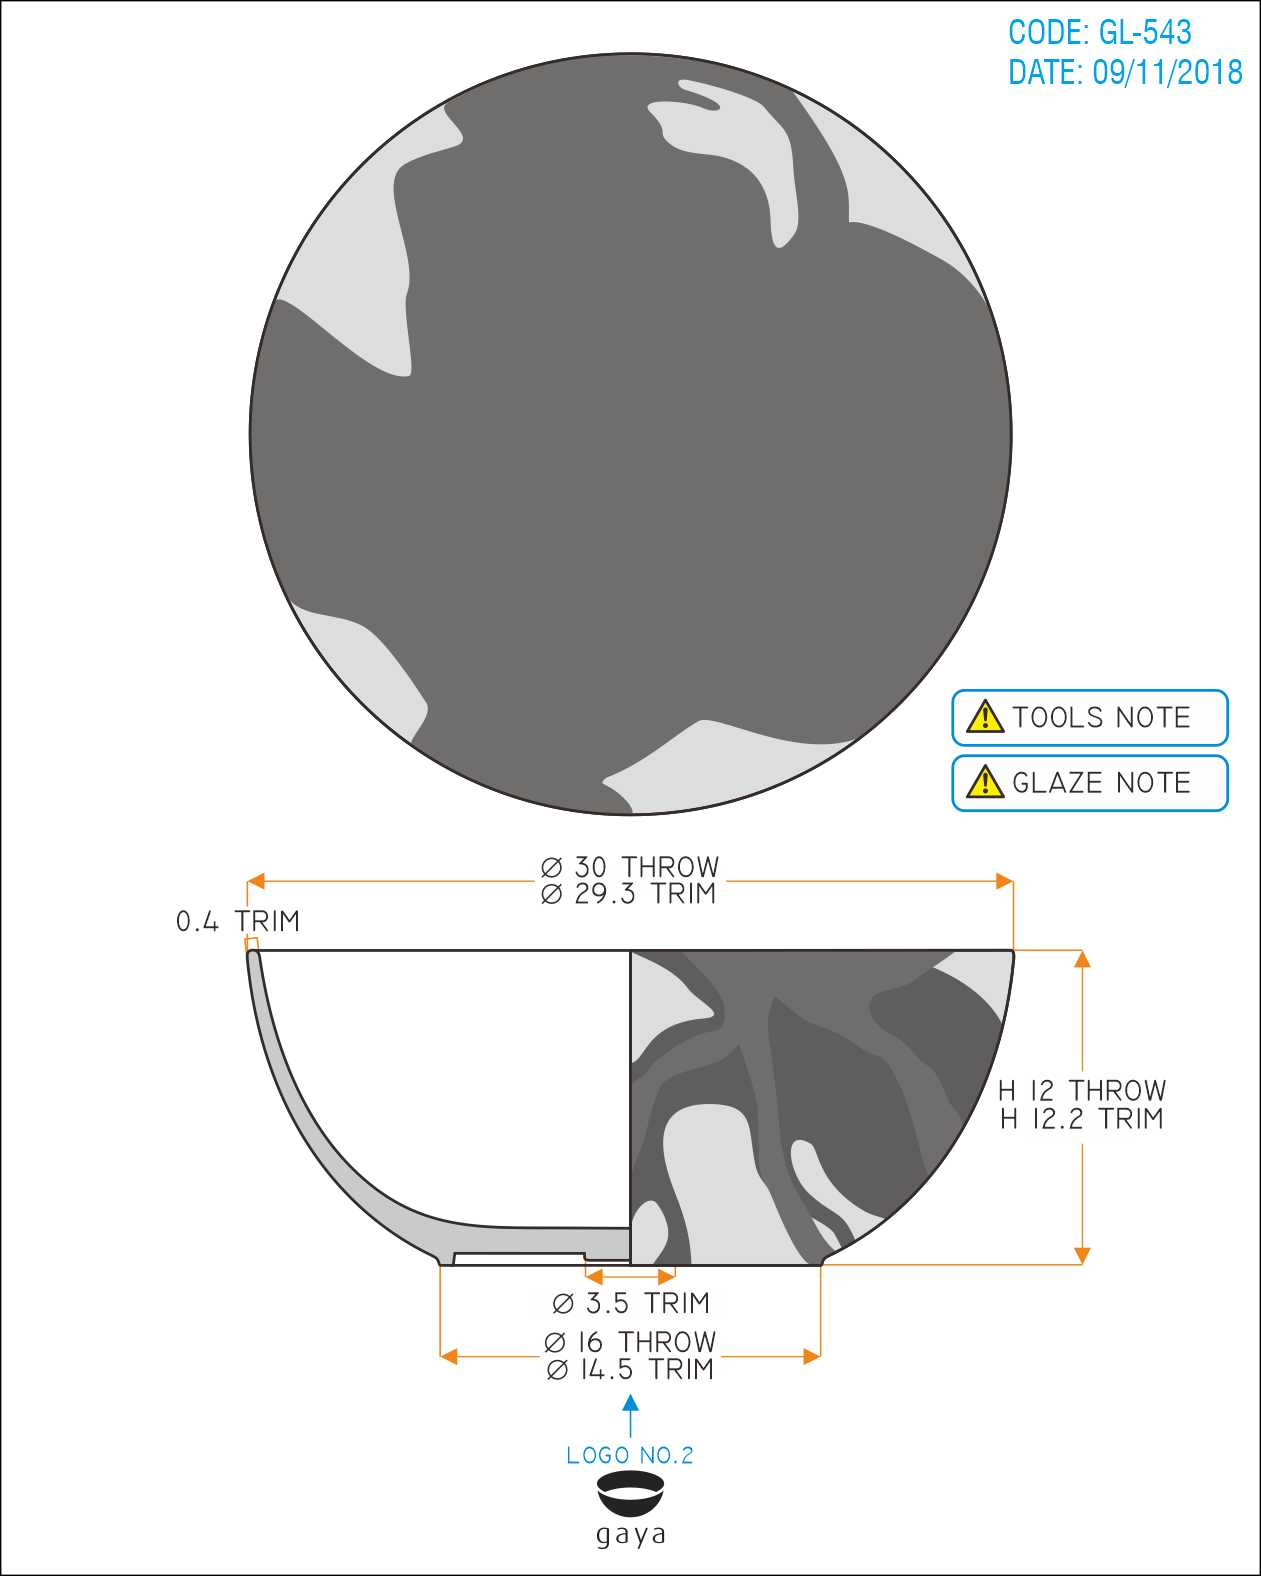 CODE: GL-543
DATE: 09/11/2018
TOOLS NOTE
GLAZE NOTE
Ø 30 THROW
Ø 29.3 TRIM
0.4 TRIM
H 12 THROW
H 12.2 TRIM
Ø 3.5 TRIM
Ø 16 THROW
Ø 14.5 TRIM
LOGO NO.2
gaya